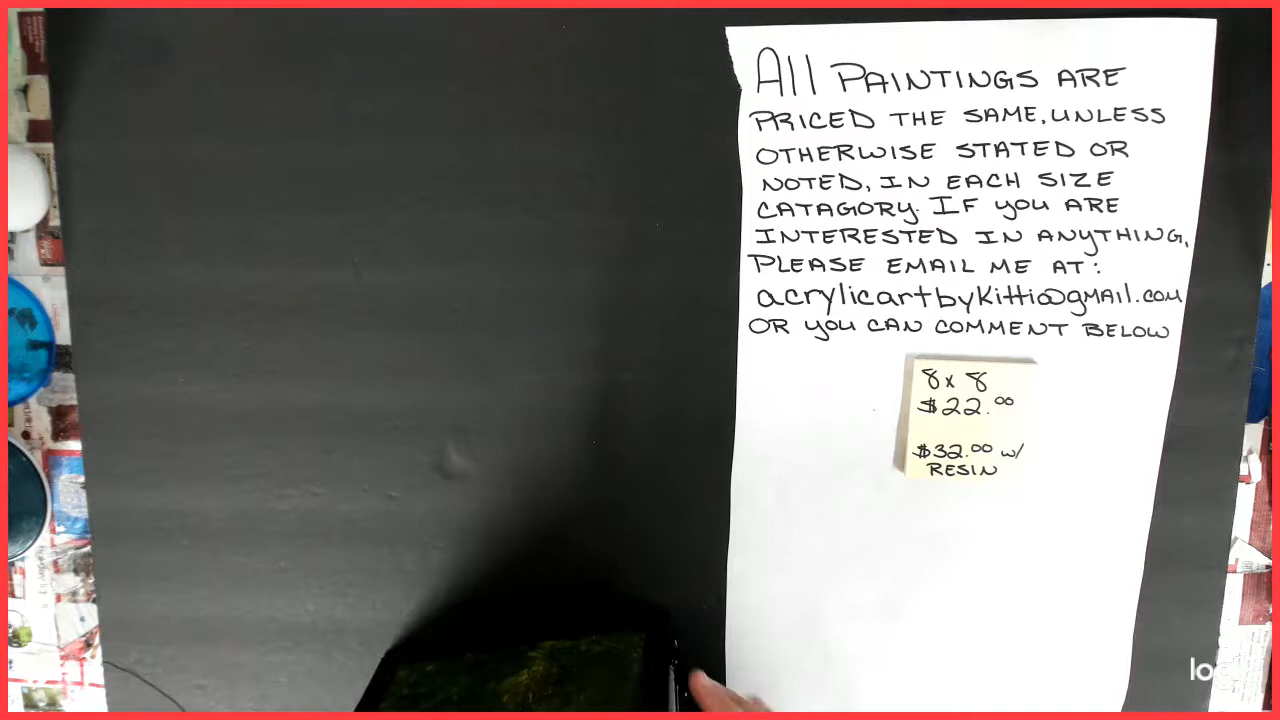 All PAINTINGS ARE
PRICED THE SAME, UNLESS
OTHERWISE STATED OR
NOTED, IN EACH SIZE
CATAGORY. IF YOU ARE
INTERESTED IN ANYTHING,
PLEASE EMAIL ME AT:
acrylicartbykitti@gmail.com
OR YOU CAN COMMENT BELOW
8 x 8
$22.00
$32.00 w/
RESIN